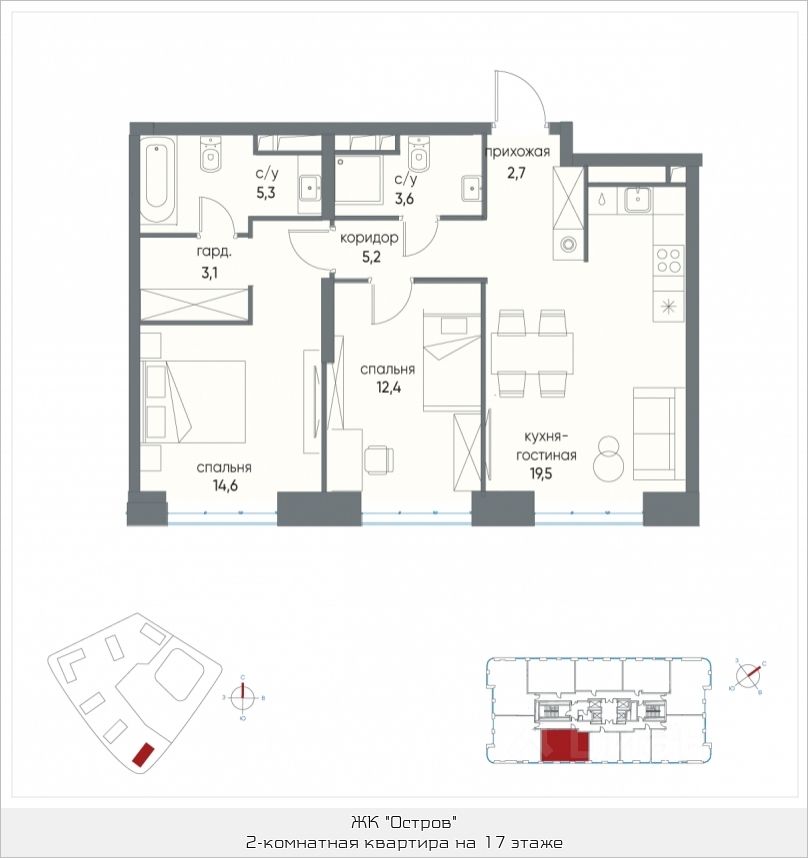 прихожая
2,7
с/у
5,3
с/у
3,6
коридор
5,2
гард.
3,1
спальня
12,4
кухня-
гостиная
19,5
спальня
14,6
С
З
В
Ю
З
С
Ю
В
ЖК "Остров"
2-комнатная квартира на 17 этаже